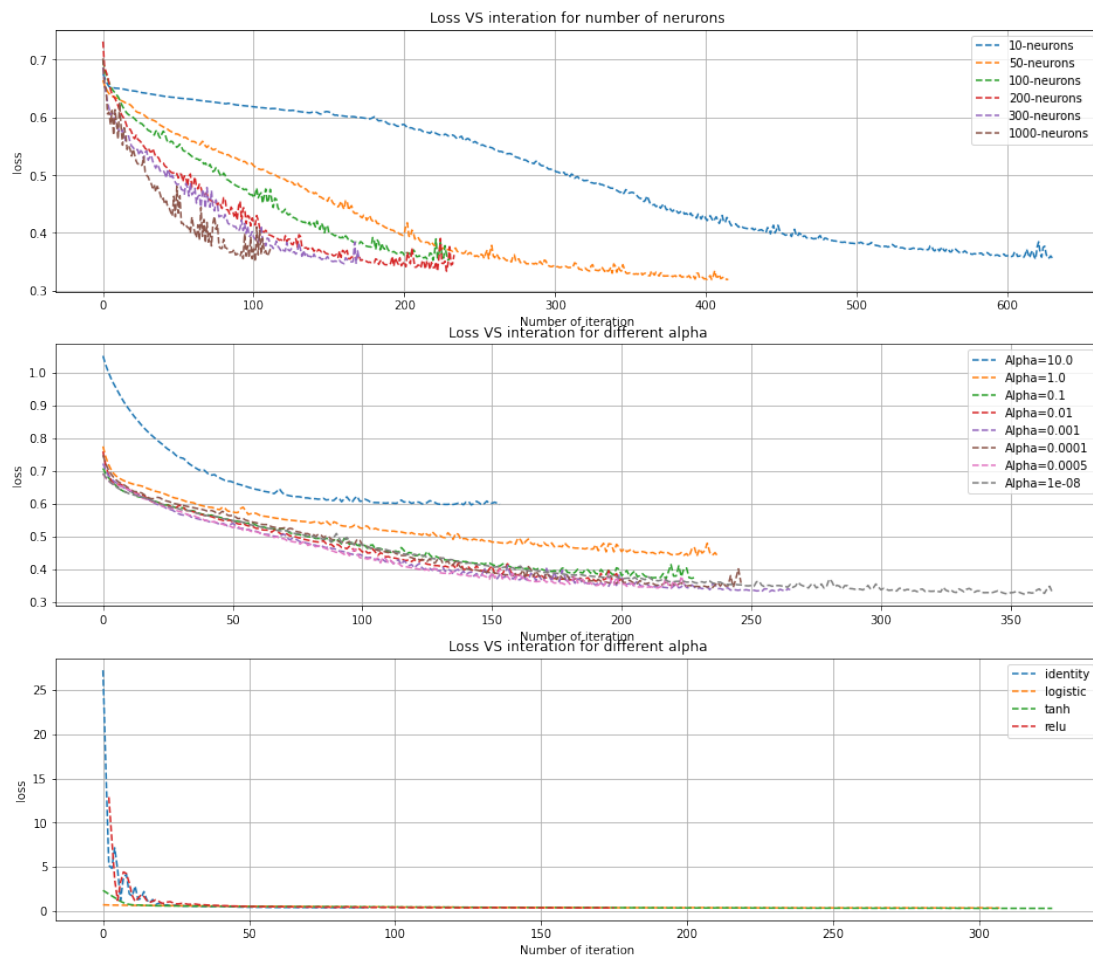 Loss VS interation for number of nerurons
0.7
0.6
0.5
0.4
0.3
loss
10-neurons
50-neurons
100-neurons
200-neurons
300-neurons
1000-neurons
0 100 200 300 400 500 600
Number of iteration
Loss VS interation for different alpha
1.0
0.9
0.8
0.7
0.6
0.5
0.4
0.3
loss
Alpha=10.0
Alpha=1.0
Alpha=0.1
Alpha=0.01
Alpha=0.001
Alpha=0.0001
Alpha=0.0005
Alpha=1e-08
0 50 100 150 200 250 300 350
Number of iteration
Loss VS interation for different alpha
25
20
15
10
5
0
loss
identity
logistic
tanh
relu
0 50 100 150 200 250 300
Number of iteration